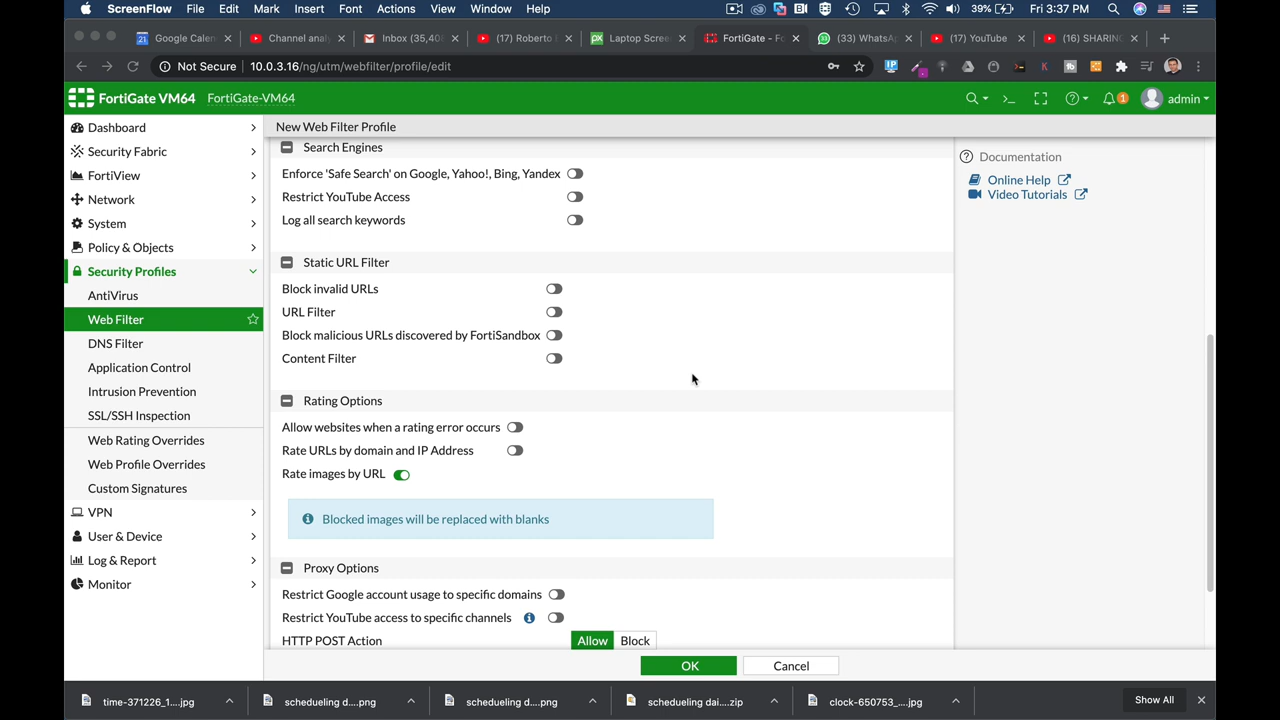 ScreenFlow File Edit Mark Insert Font Actions View Window Help 39% Fri 3:37 PM
Google Calen
Channel anal
Inbox (15,40
(17) Roberto
Laptop Scree
FortiGate - Fo
(33) WhatsA
(17) YouTube
(16) SHARIN
Not Secure 10.0.3.16/ng/utm/webfilter/profile/edit
FortiGate VM64 FortiGate-VM64 1 admin
Dashboard
Security Fabric
FortiView
Network
System
Policy & Objects
Security Profiles
AntiVirus
Web Filter
DNS Filter
Application Control
Intrusion Prevention
SSL/SSH Inspection
Web Rating Overrides
Web Profile Overrides
Custom Signatures
VPN
User & Device
Log & Report
Monitor
New Web Filter Profile
Search Engines
Enforce 'Safe Search' on Google, Yahoo!, Bing, Yandex
Restrict YouTube Access
Log all search keywords
Static URL Filter
Block invalid URLs
URL Filter
Block malicious URLs discovered by FortiSandbox
Content Filter
Rating Options
Allow websites when a rating error occurs
Rate URLs by domain and IP Address
Rate images by URL
Blocked images will be replaced with blanks
Proxy Options
Restrict Google account usage to specific domains
Restrict YouTube access to specific channels
HTTP POST Action Allow Block
OK Cancel
Documentation
Online Help
Video Tutorials
time-371226_1....jpg
schedueling d....png
schedueling d....png
schedueling dai....zip
clock-650753_....jpg
Show All